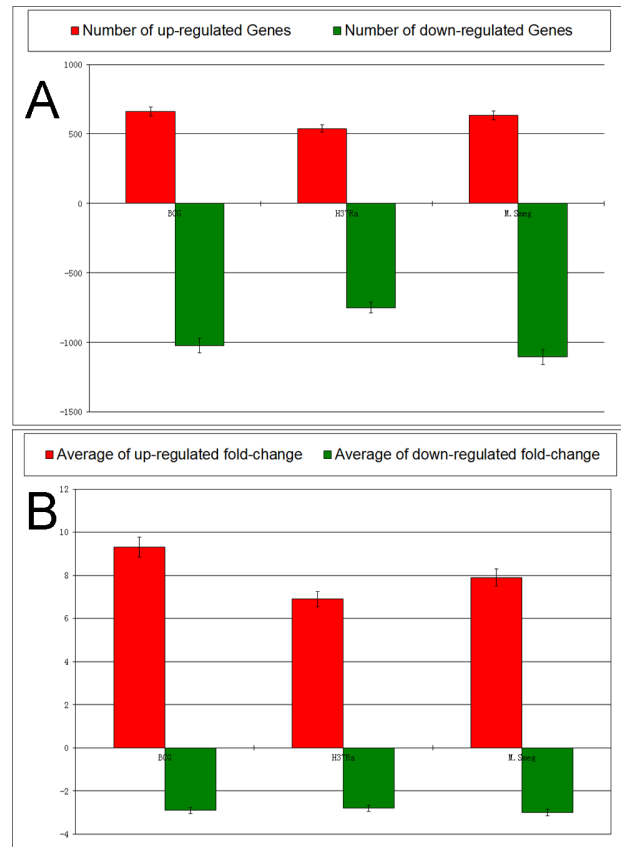 Number of up-regulated Genes Number of down-regulated Genes
A
1000
500
0
BCG H37Ra M.Smeg
-500
-1000
-1500
Average of up-regulated fold-change Average of down-regulated fold-change
B
12
10
8
6
4
2
0
BCG H37Ra M.Smeg
-2
-4